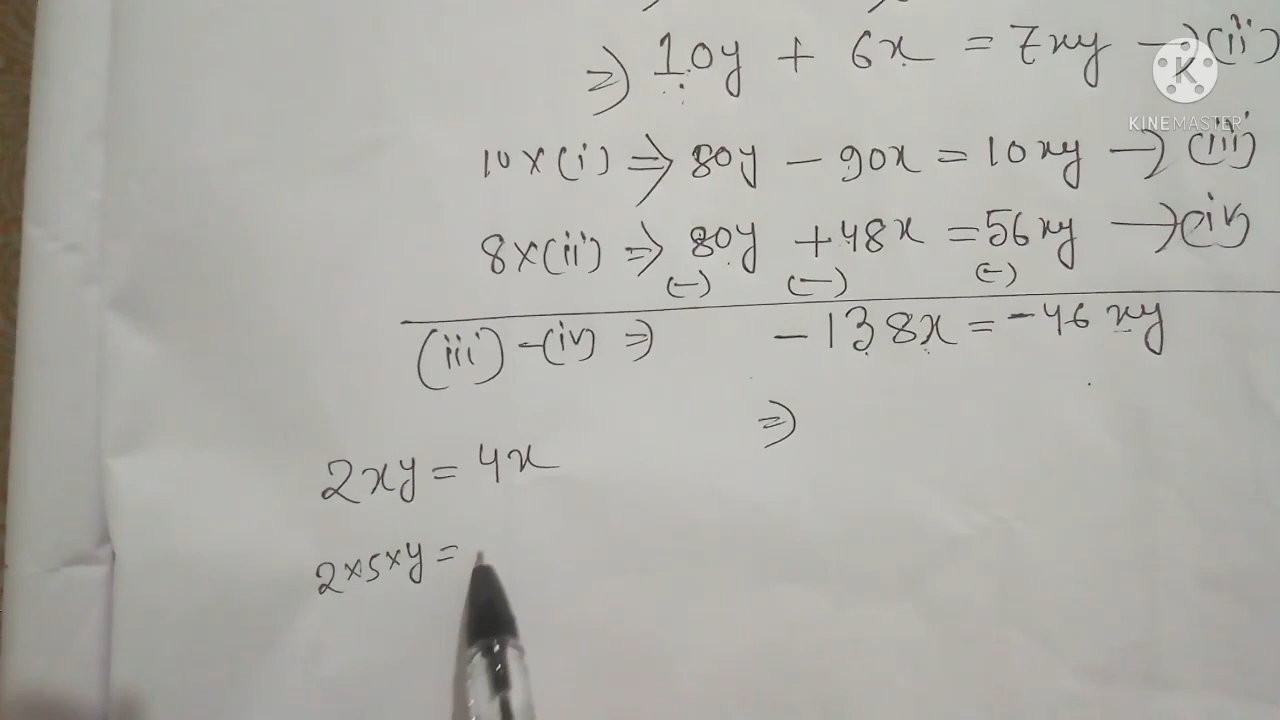 ⇒ 10y + 6x = 7xy —(ii)
K
KINEMASTER
10×(i) ⇒ 80y − 90x = 10xy →(iii)
8×(ii) ⇒ 80y +48x =56xy →(iv)
(−) (−) (−)
(iii)-(iv) ⇒ −138x = −46xy
⇒
2xy = 4x
2×5×y =